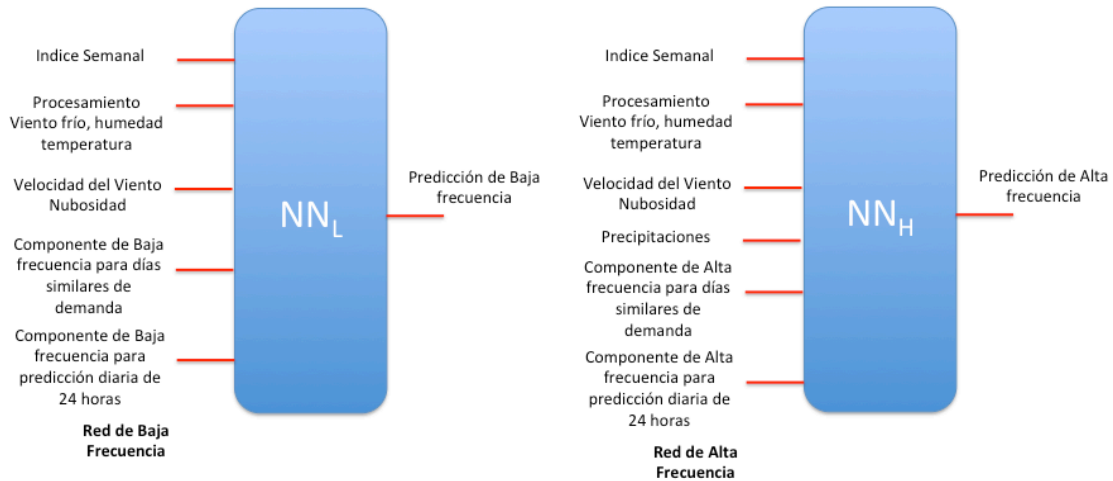 Indice Semanal
Procesamiento
Viento frío, humedad
temperatura
Velocidad del Viento
Nubosidad
Componente de Baja
frecuencia para días
similares de
demanda
Componente de Baja
frecuencia para
predicción diaria de
24 horas
Red de Baja
Frecuencia
NNL
Predicción de Baja
frecuencia
Indice Semanal
Procesamiento
Viento frío, humedad
temperatura
Velocidad del Viento
Nubosidad
Precipitaciones
Componente de Alta
frecuencia para días
similares de
demanda
Componente de Alta
frecuencia para
predicción diaria de
24 horas
Red de Alta
Frecuencia
NNH
Predicción de Alta
frecuencia